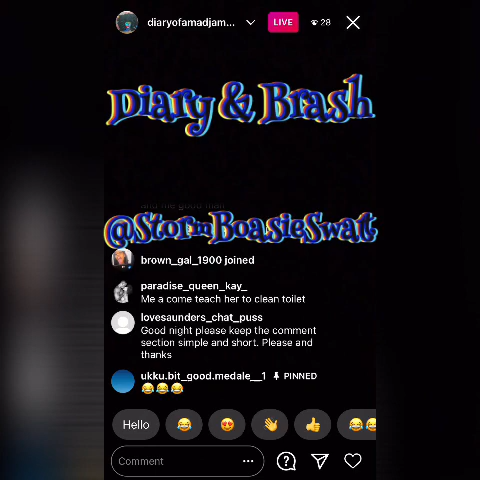 diaryofamadjam...
LIVE
28
Diary & Brash
@StormBoasieSwatt
brown_gal_1900 joined
paradise_queen_kay_
Me a come teach her to clean toilet
lovesaunders_chat_puss
Good night please keep the comment
section simple and short. Please and
thanks
ukku.bit_good.medale__1 PINNED
😂😂😂
Hello 😂 😍 👋 👍 😂😂
Comment